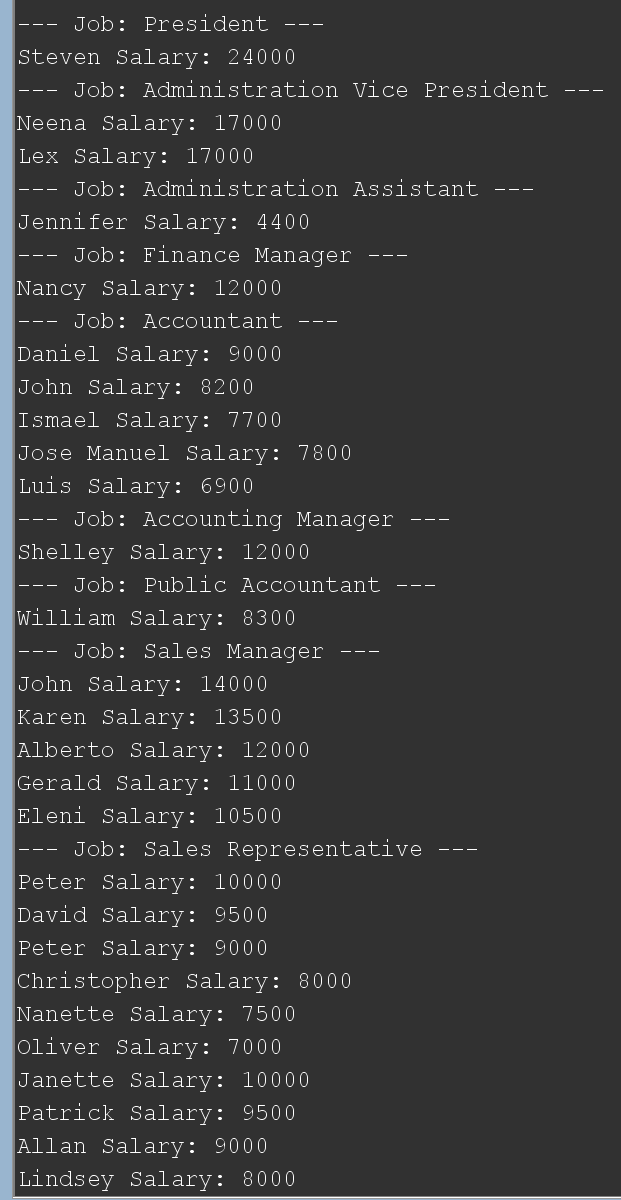 --- Job: President ---
Steven Salary: 24000
--- Job: Administration Vice President ---
Neena Salary: 17000
Lex Salary: 17000
--- Job: Administration Assistant ---
Jennifer Salary: 4400
--- Job: Finance Manager ---
Nancy Salary: 12000
--- Job: Accountant ---
Daniel Salary: 9000
John Salary: 8200
Ismael Salary: 7700
Jose Manuel Salary: 7800
Luis Salary: 6900
--- Job: Accounting Manager ---
Shelley Salary: 12000
--- Job: Public Accountant ---
William Salary: 8300
--- Job: Sales Manager ---
John Salary: 14000
Karen Salary: 13500
Alberto Salary: 12000
Gerald Salary: 11000
Eleni Salary: 10500
--- Job: Sales Representative ---
Peter Salary: 10000
David Salary: 9500
Peter Salary: 9000
Christopher Salary: 8000
Nanette Salary: 7500
Oliver Salary: 7000
Janette Salary: 10000
Patrick Salary: 9500
Allan Salary: 9000
Lindsey Salary: 8000